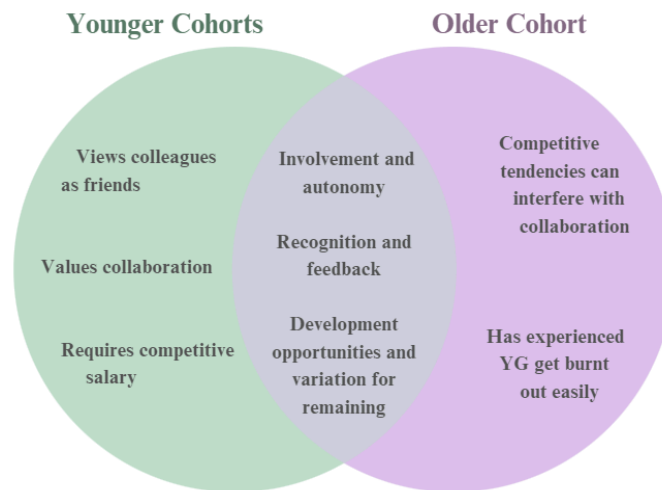 Younger Cohorts
Older Cohort
Views colleagues
as friends
Values collaboration
Requires competitive
salary
Involvement and
autonomy
Recognition and
feedback
Development
opportunities and
variation for
remaining
Competitive
tendencies can
interfere with
collaboration
Has experienced
YG get burnt
out easily